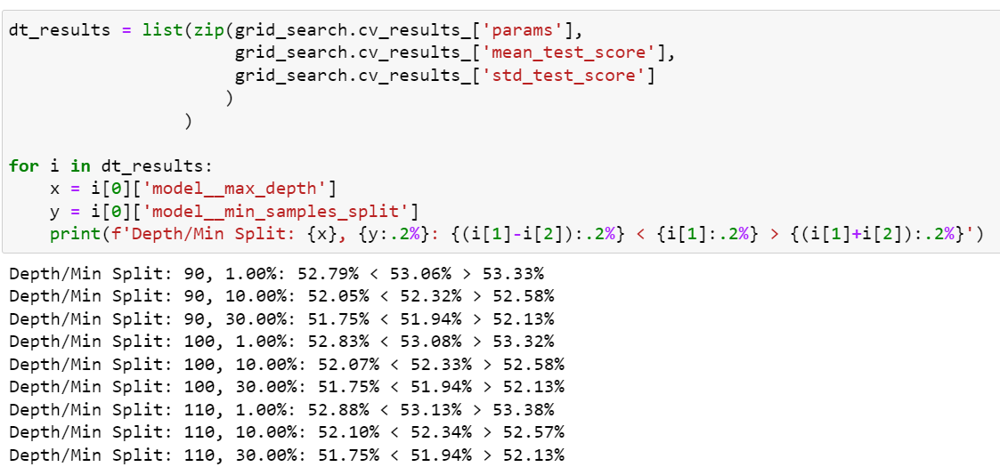 dt_results = list(zip(grid_search.cv_results_['params'],
                      grid_search.cv_results_['mean_test_score'],
                      grid_search.cv_results_['std_test_score']
                     )
                 )

for i in dt_results:
    x = i[0]['model__max_depth']
    y = i[0]['model__min_samples_split']
    print(f'Depth/Min Split: {x}, {y:.2%}: {(i[1]-i[2]):.2%} < {i[1]:.2%} > {(i[1]+i[2]):.2%}')
Depth/Min Split: 90, 1.00%: 52.79% < 53.06% > 53.33%
Depth/Min Split: 90, 10.00%: 52.05% < 52.32% > 52.58%
Depth/Min Split: 90, 30.00%: 51.75% < 51.94% > 52.13%
Depth/Min Split: 100, 1.00%: 52.83% < 53.08% > 53.32%
Depth/Min Split: 100, 10.00%: 52.07% < 52.33% > 52.58%
Depth/Min Split: 100, 30.00%: 51.75% < 51.94% > 52.13%
Depth/Min Split: 110, 1.00%: 52.88% < 53.13% > 53.38%
Depth/Min Split: 110, 10.00%: 52.10% < 52.34% > 52.57%
Depth/Min Split: 110, 30.00%: 51.75% < 51.94% > 52.13%